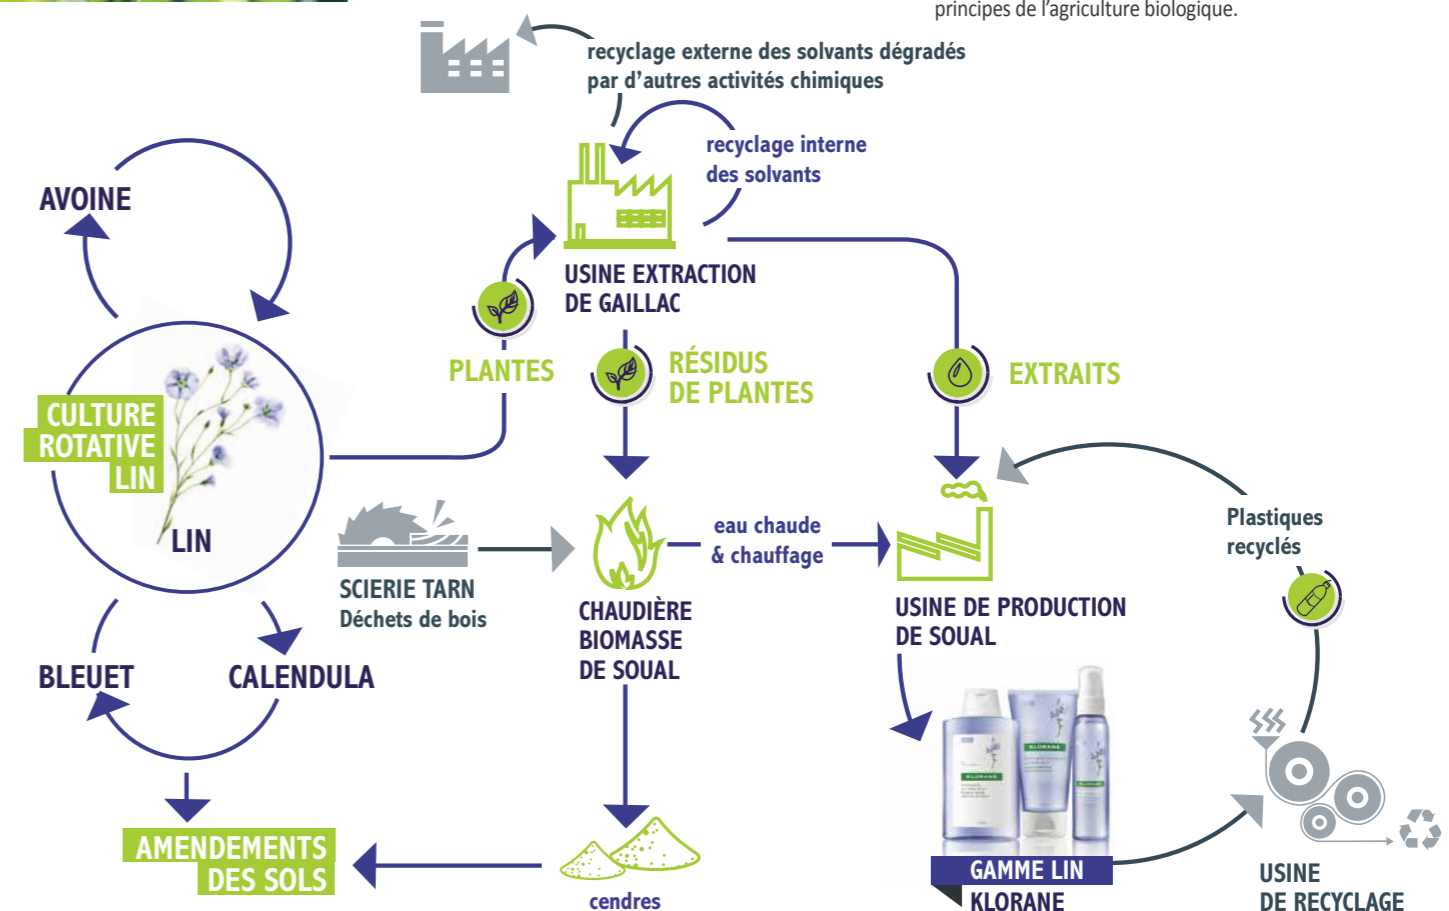 principes de l'agriculture biologique.
recyclage externe des solvants dégradés
par d'autres activités chimiques
recyclage interne
des solvants
AVOINE
USINE EXTRACTION
DE GAILLAC
PLANTES
RÉSIDUS
DE PLANTES
EXTRAITS
CULTURE
ROTATIVE
LIN
LIN
SCIERIE TARN
Déchets de bois
eau chaude
& chauffage
Plastiques
recyclés
CHAUDIÈRE
BIOMASSE
DE SOUAL
USINE DE PRODUCTION
DE SOUAL
BLEUET
CALENDULA
KLORANE
KLORANE
KLORANE
AMENDEMENTS
DES SOLS
cendres
GAMME LIN
KLORANE
USINE
DE RECYCLAGE